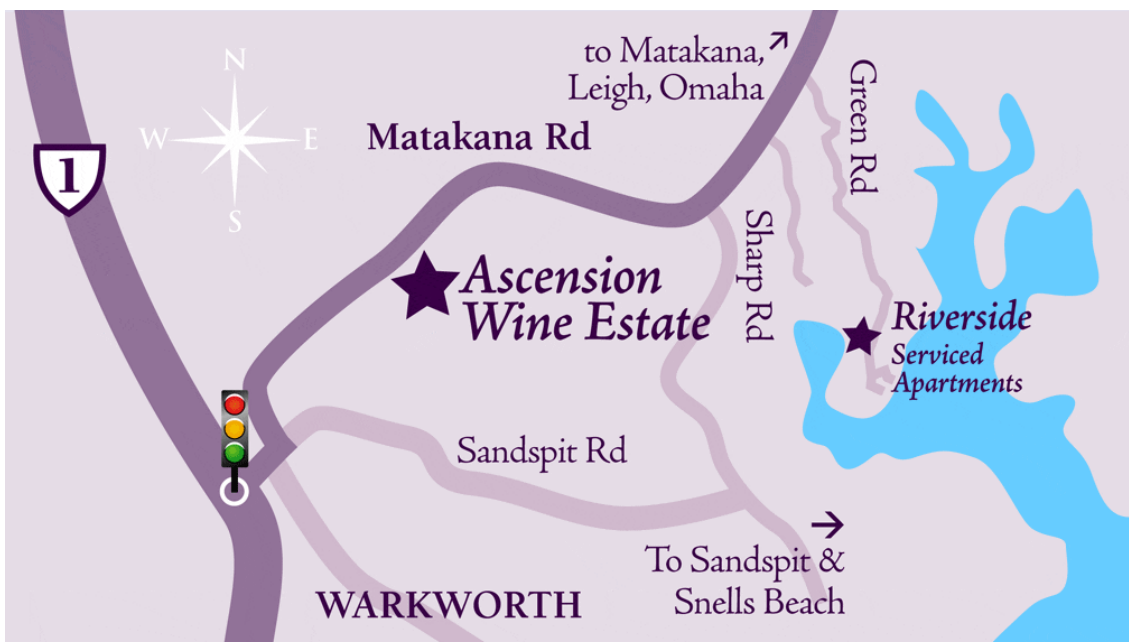 to Matakana,
Leigh, Omaha
Green Rd
N
W
E
S
Matakana Rd
1
Sharp Rd
Ascension
Wine Estate
Riverside
Serviced
Apartments
Sandspit Rd
To Sandspit &
Snells Beach
WARKWORTH